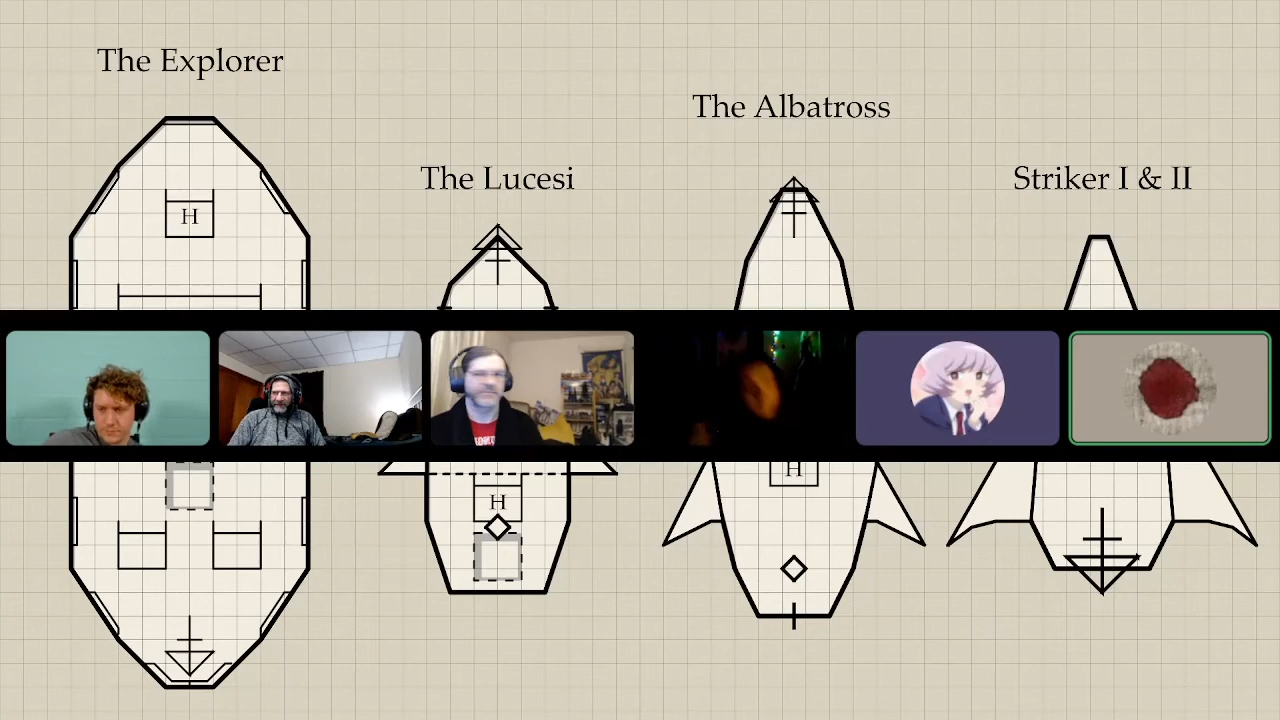 The Explorer
The Albatross
The Lucesi
Striker I & II
H
H
H